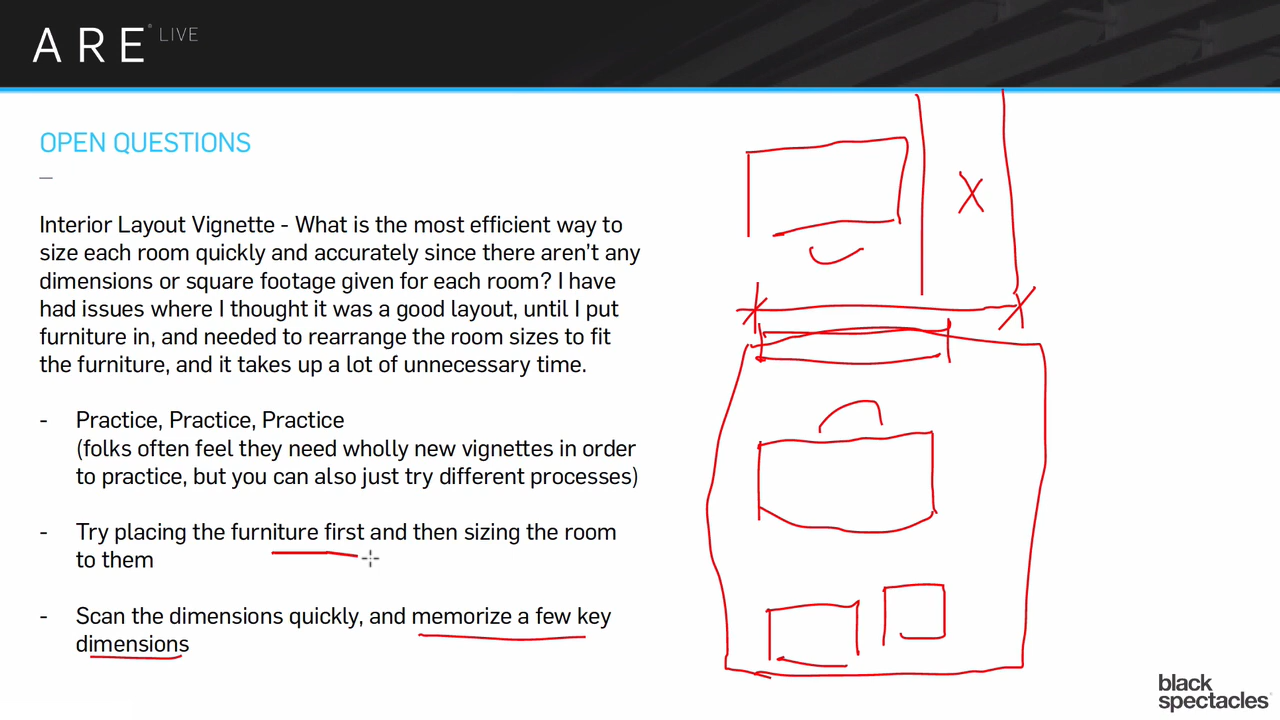 ARE® LIVE
OPEN QUESTIONS
–
Interior Layout Vignette - What is the most efficient way to
size each room quickly and accurately since there aren't any
dimensions or square footage given for each room? I have
had issues where I thought it was a good layout, until I put
furniture in, and needed to rearrange the room sizes to fit
the furniture, and it takes up a lot of unnecessary time.
- Practice, Practice, Practice
(folks often feel they need wholly new vignettes in order
to practice, but you can also just try different processes)
- Try placing the furniture first and then sizing the room
to them
- Scan the dimensions quickly, and memorize a few key
dimensions
X
black
spectacles